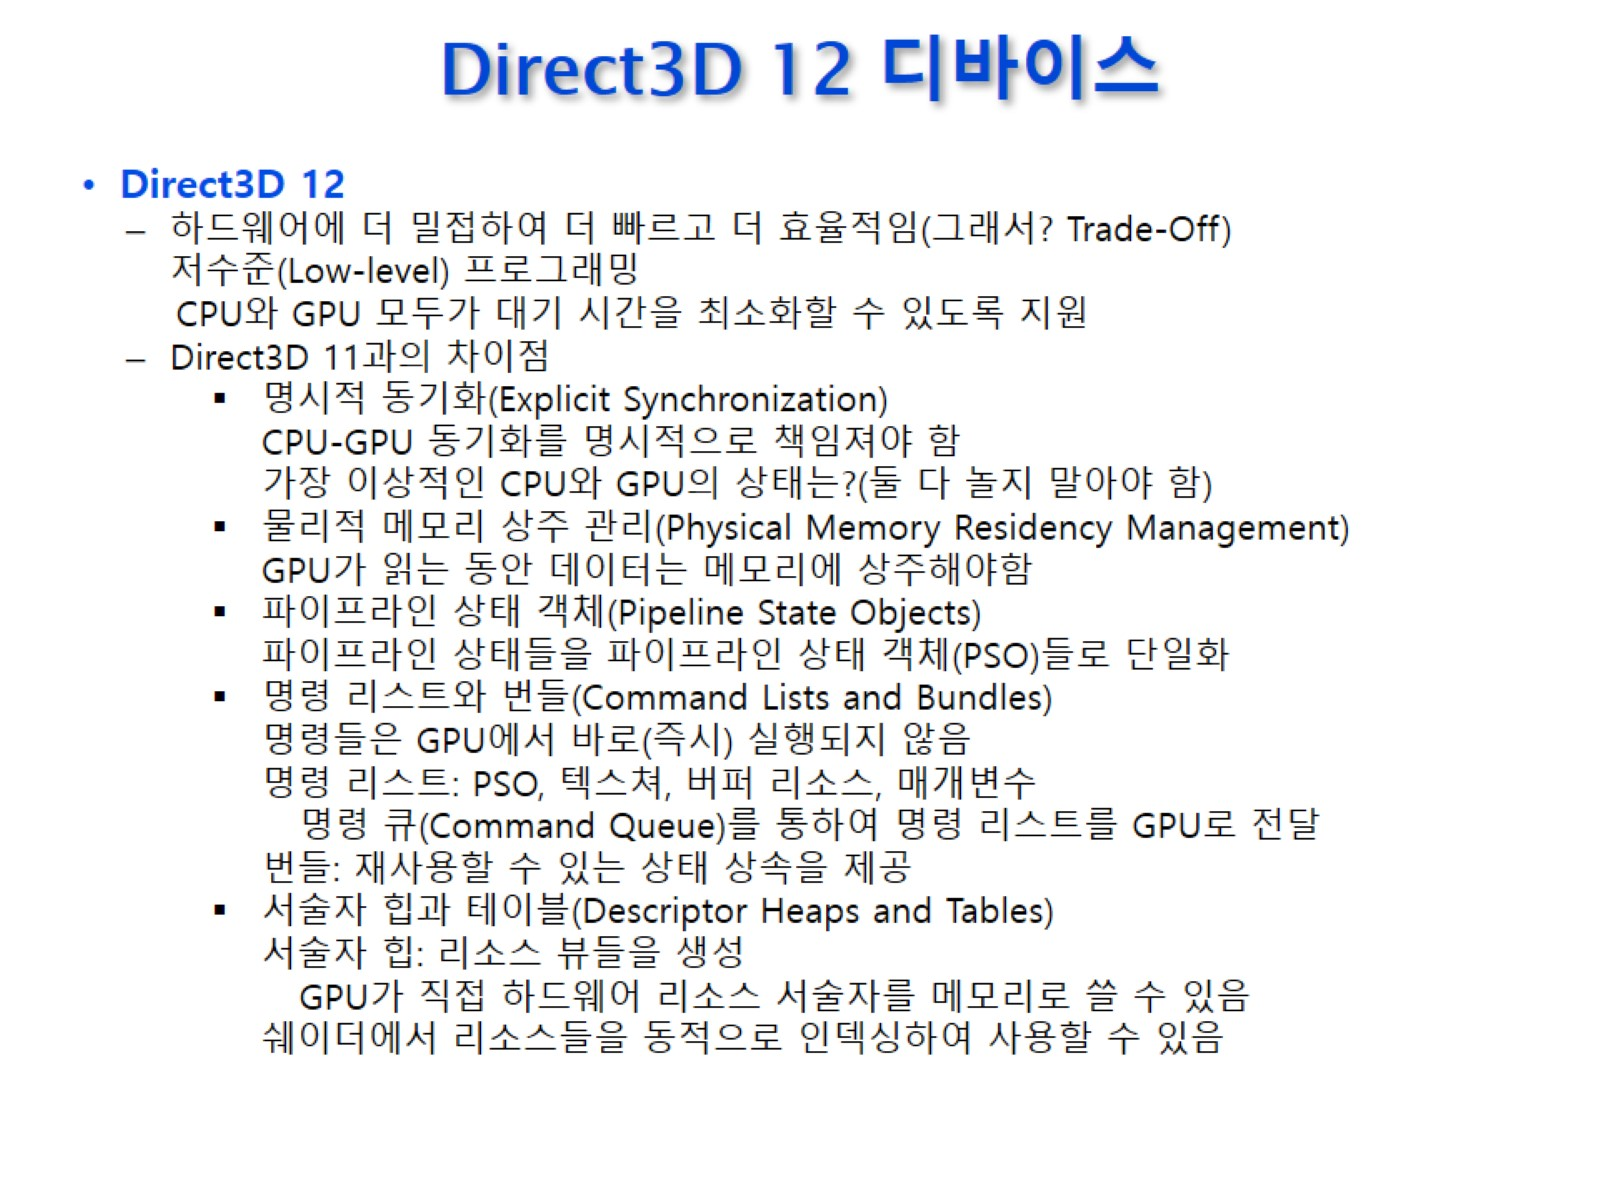 Direct3D 12 디바이스
• Direct3D 12
– 하드웨어에 더 밀접하여 더 빠르고 더 효율적임(그래서? Trade-Off)
저수준(Low-level) 프로그래밍
CPU와 GPU 모두가 대기 시간을 최소화할 수 있도록 지원
– Direct3D 11과의 차이점
▪ 명시적 동기화(Explicit Synchronization)
CPU-GPU 동기화를 명시적으로 책임져야 함
가장 이상적인 CPU와 GPU의 상태는?(둘 다 놀지 말아야 함)
▪ 물리적 메모리 상주 관리(Physical Memory Residency Management)
GPU가 읽는 동안 데이터는 메모리에 상주해야함
▪ 파이프라인 상태 객체(Pipeline State Objects)
파이프라인 상태들을 파이프라인 상태 객체(PSO)들로 단일화
▪ 명령 리스트와 번들(Command Lists and Bundles)
명령들은 GPU에서 바로(즉시) 실행되지 않음
명령 리스트: PSO, 텍스쳐, 버퍼 리소스, 매개변수
명령 큐(Command Queue)를 통하여 명령 리스트를 GPU로 전달
번들: 재사용할 수 있는 상태 상속을 제공
▪ 서술자 힙과 테이블(Descriptor Heaps and Tables)
서술자 힙: 리소스 뷰들을 생성
GPU가 직접 하드웨어 리소스 서술자를 메모리로 쓸 수 있음
쉐이더에서 리소스들을 동적으로 인덱싱하여 사용할 수 있음